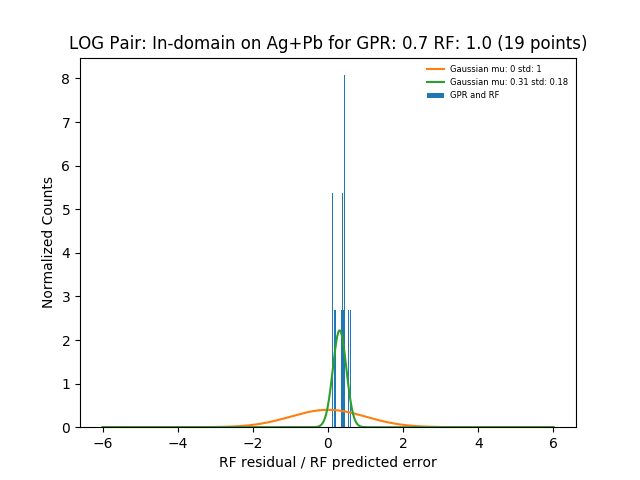 LOG Pair: In-domain on Ag+Pb for GPR: 0.7 RF: 1.0 (19 points)
Gaussian mu: 0 std: 1
Gaussian mu: 0.31 std: 0.18
GPR and RF
Normalized Counts
8
7
6
5
4
3
2
1
0
−6 −4 −2 0 2 4 6
RF residual / RF predicted error